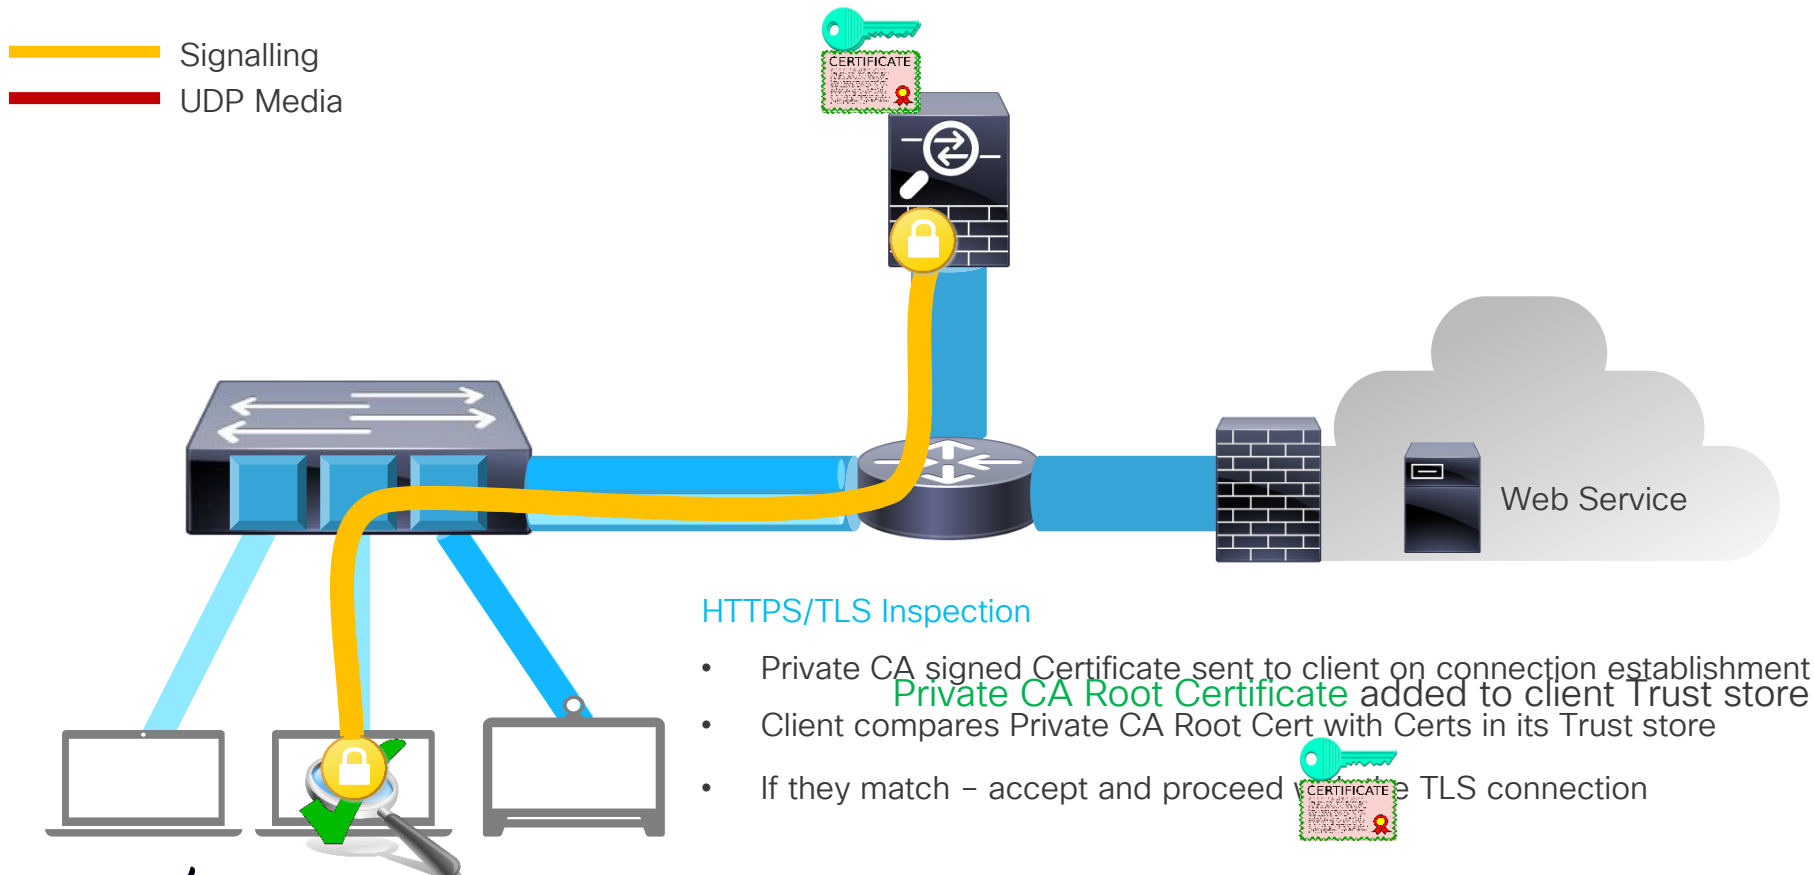 Signalling
UDP Media
CERTIFICATE
Web Service
HTTPS/TLS Inspection
• Private CA signed Certificate sent to client on connection establishment
Private CA Root Certificate added to client Trust store
• Client compares Private CA Root Cert with Certs in its Trust store
• If they match – accept and proceed with the TLS connection
CERTIFICATE